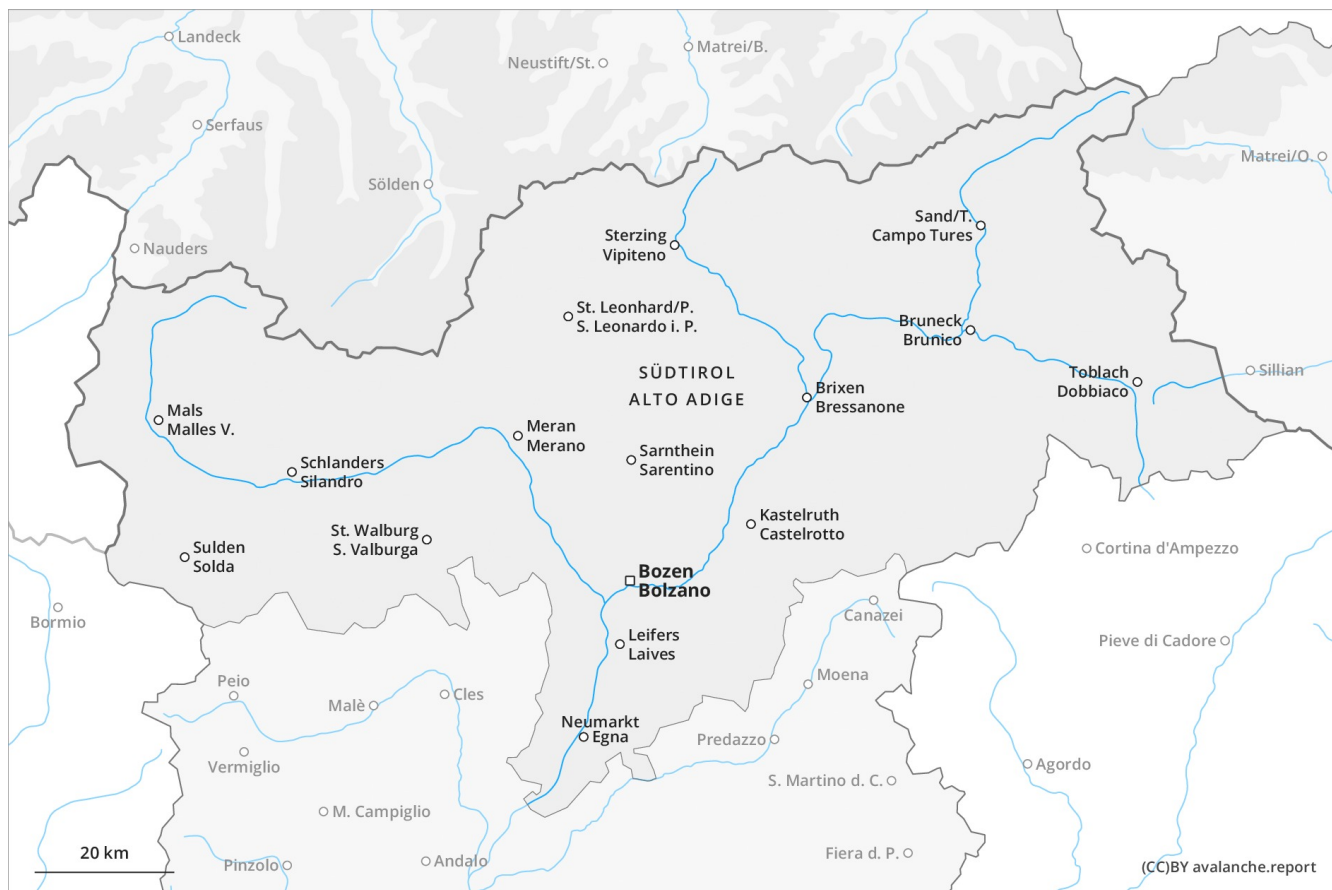 Landeck
Matrei/B.
Neustift/St.
Serfaus
Matrei/O.
Sölden
Sand/T.
Campo Tures
Sterzing
Vipiteno
Nauders
St. Leonhard/P.
S. Leonardo i. P.
Bruneck
Brunico
SÜDTIROL
ALTO ADIGE
Toblach
Dobbiaco
Sillian
Brixen
Bressanone
Mals
Malles V.
Meran
Merano
Sarnthein
Sarentino
Schlanders
Silandro
Kastelruth
Castelrotto
St. Walburg
S. Valburga
Sulden
Solda
Cortina d'Ampezzo
Bozen
Bolzano
Bormio
Canazei
Leifers
Laives
Pieve di Cadore
Moena
Peio
Malè
Cles
Neumarkt
Egna
Predazzo
Vermiglio
Agordo
S. Martino d. C.
M. Campiglio
20 km
Pinzolo
Andalo
Fiera d. P.
(CC)BY avalanche.report